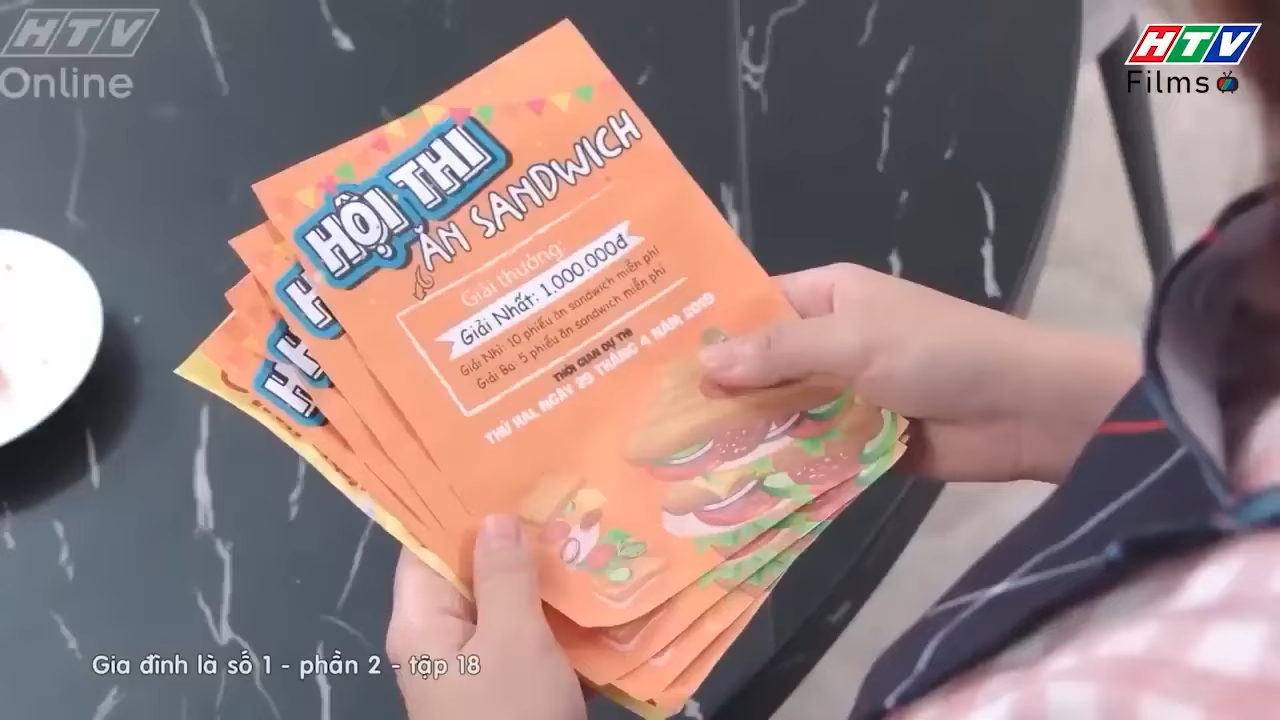 HTV
Online
HTV
Films
HỘI THI
ĂN SANDWICH
Giải thưởng:
Giải Nhất: 1.000.000đ
Giải Nhì: 10 phiếu ăn sandwich miễn phí
Giải Ba: 5 phiếu ăn sandwich miễn phí
THỜI GIAN DỰ THI
THỨ HAI, NGÀY 29 THÁNG 4 NĂM 2019
Gia đình là số 1 - phần 2 - tập 18